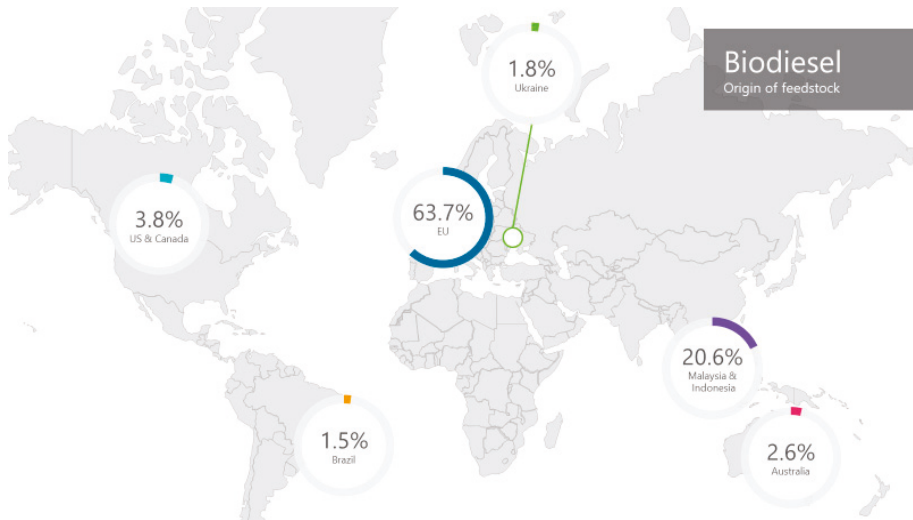 Biodiesel
Origin of feedstock
1.8%
Ukraine
3.8%
US & Canada
63.7%
EU
20.6%
Malaysia &
Indonesia
1.5%
Brazil
2.6%
Australia